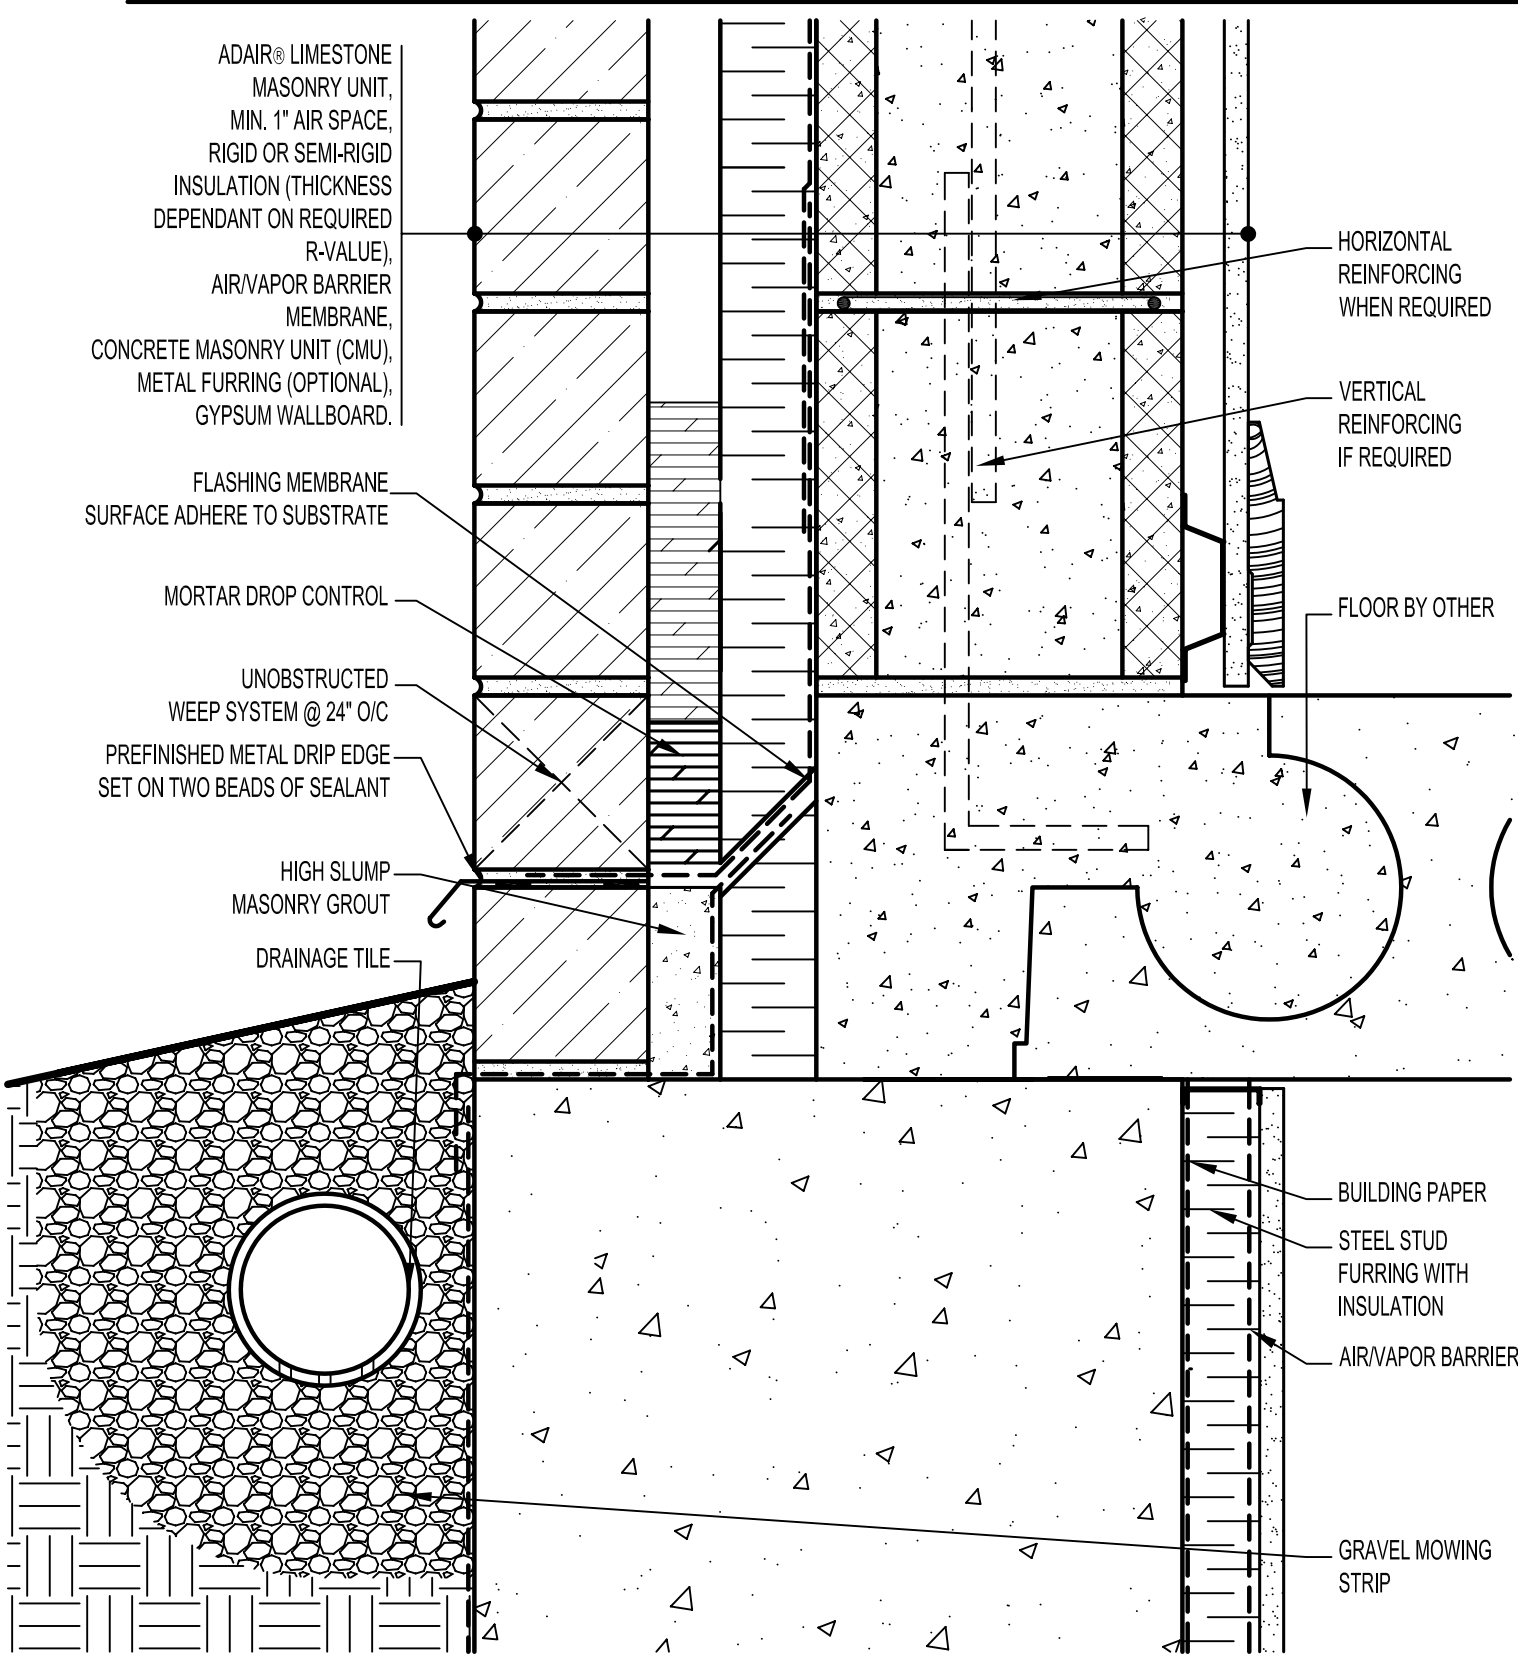 ADAIR® LIMESTONE
MASONRY UNIT,
MIN. 1" AIR SPACE,
RIGID OR SEMI-RIGID
INSULATION (THICKNESS
DEPENDANT ON REQUIRED
R-VALUE),
AIR/VAPOR BARRIER
MEMBRANE,
CONCRETE MASONRY UNIT (CMU),
METAL FURRING (OPTIONAL),
GYPSUM WALLBOARD.
FLASHING MEMBRANE
SURFACE ADHERE TO SUBSTRATE
MORTAR DROP CONTROL
UNOBSTRUCTED
WEEP SYSTEM @ 24" O/C
PREFINISHED METAL DRIP EDGE
SET ON TWO BEADS OF SEALANT
HIGH SLUMP
MASONRY GROUT
DRAINAGE TILE
HORIZONTAL
REINFORCING
WHEN REQUIRED
VERTICAL
REINFORCING
IF REQUIRED
FLOOR BY OTHER
BUILDING PAPER
STEEL STUD
FURRING WITH
INSULATION
AIR/VAPOR BARRIER
GRAVEL MOWING
STRIP